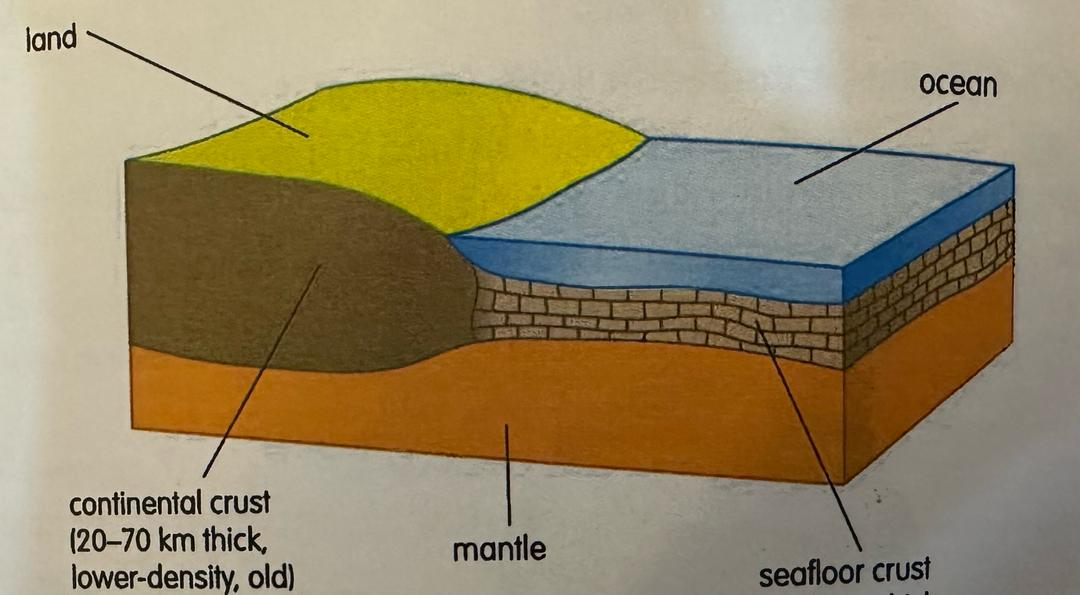 land
ocean
continental crust
(20–70 km thick,
lower-density, old)
mantle
seafloor crust